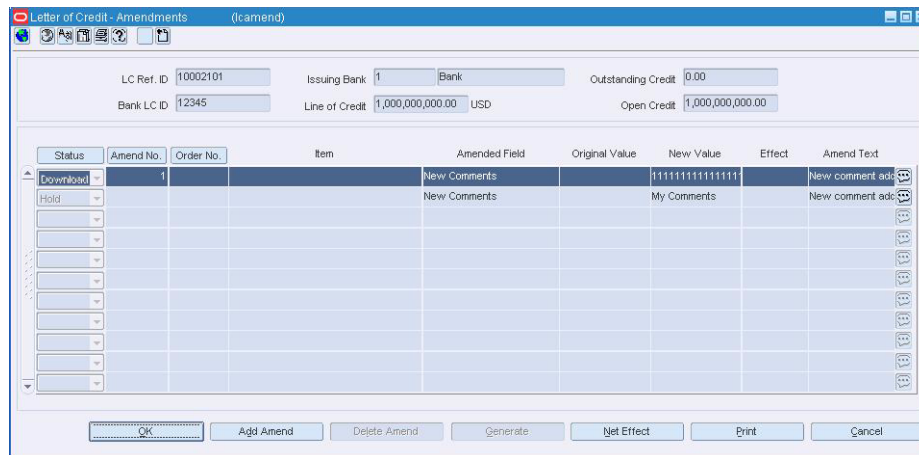 Letter of Credit - Amendments (lcamend)
LC Ref. ID 10002101 Issuing Bank 1 Bank Outstanding Credit 0.00
Bank LC ID 12345 Line of Credit 1,000,000,000.00 USD Open Credit 1,000,000,000.00
Status Amend No. Order No. Item Amended Field Original Value New Value Effect Amend Text
Download 1 New Comments New comment adc
Hold New Comments My Comments New comment adc
OK Add Amend Delete Amend Generate Net Effect Print Cancel